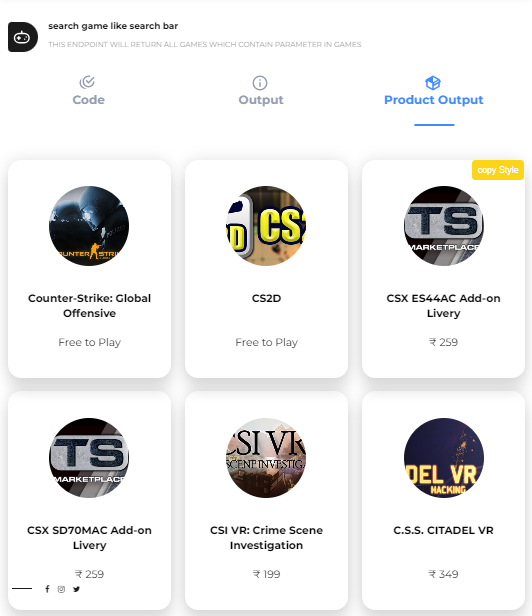 search game like search bar
THIS ENDPOINT WILL RETURN ALL GAMES WHICH CONTAIN PARAMETER IN GAMES
Code
Output
Product Output
copy Style
COUNTER STRI
D CS2
TS
MARKETPLACE
Counter-Strike: Global
Offensive
CS2D
CSX ES44AC Add-on
Livery
Free to Play
Free to Play
₹ 259
TS
MARKETPLACE
CSI VR
SCENE INVESTIGA
DEL VR
HACKING
CSX SD70MAC Add-on
Livery
CSI VR: Crime Scene
Investigation
C.S.S. CITADEL VR
₹ 259
₹ 199
₹ 349